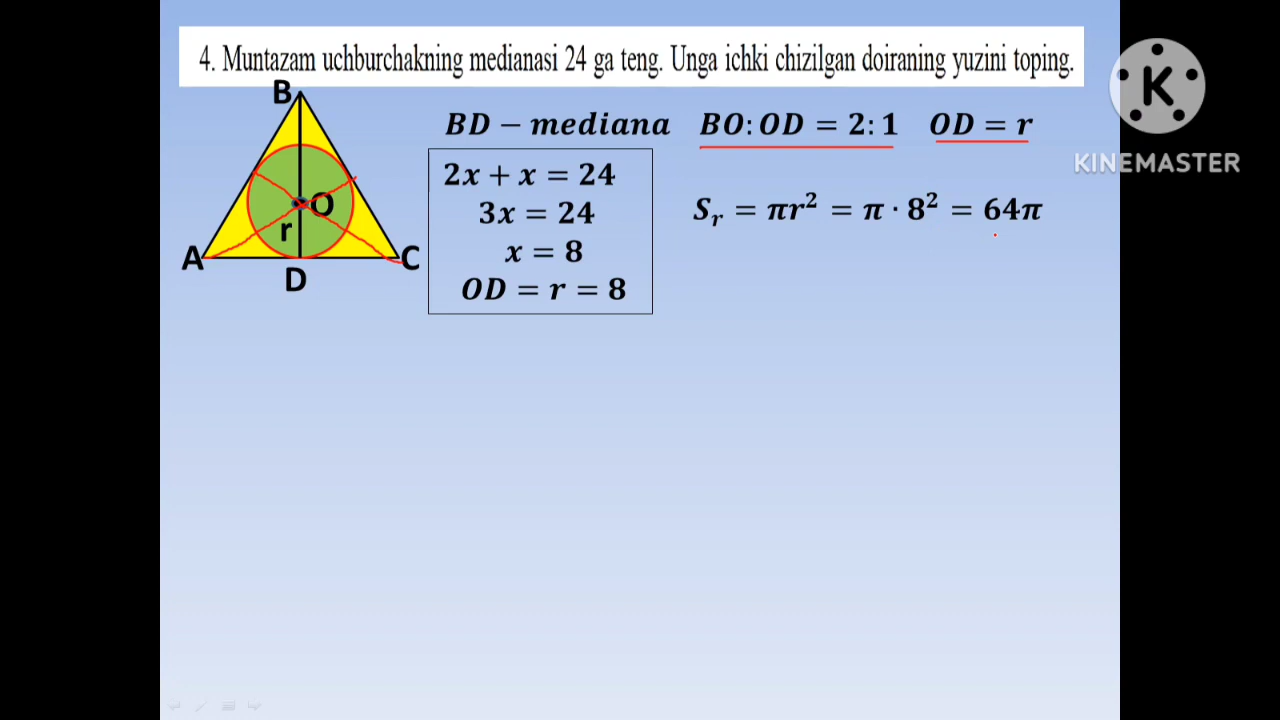 4. Muntazam uchburchakning medianasi 24 ga teng. Unga ichki chizilgan doiraning yuzini toping.
B
O
r
A
C
D
BD − mediana BO: OD = 2: 1 OD = r
2x + x = 24
3x = 24
x = 8
OD = r = 8
Sᵣ = πr² = π · 8² = 64π
K
KINEMASTER